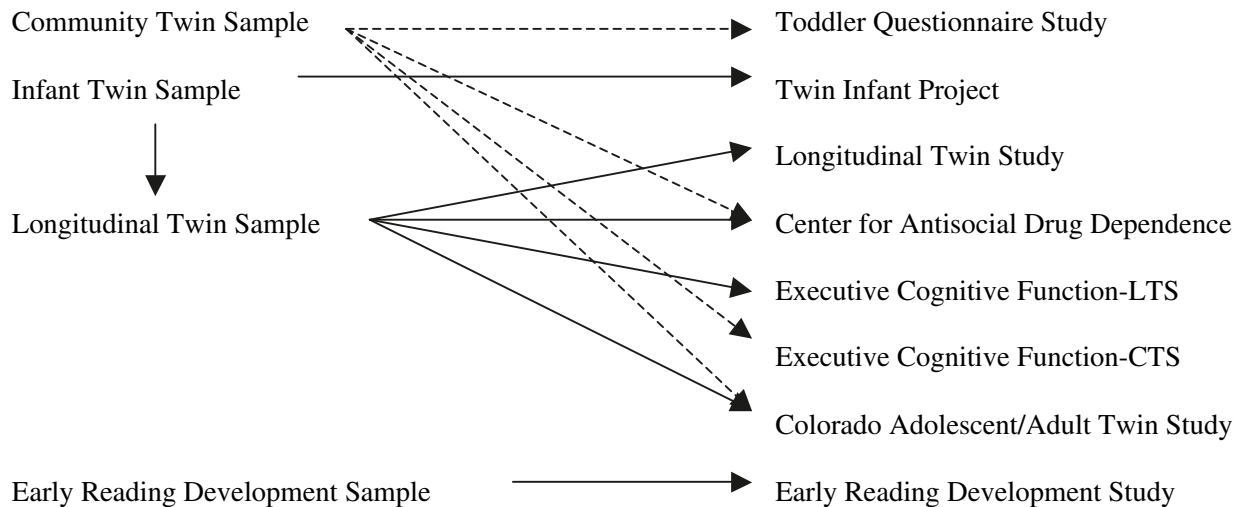 Community Twin Sample
Toddler Questionnaire Study
Infant Twin Sample
Twin Infant Project
Longitudinal Twin Study
Longitudinal Twin Sample
Center for Antisocial Drug Dependence
Executive Cognitive Function-LTS
Executive Cognitive Function-CTS
Colorado Adolescent/Adult Twin Study
Early Reading Development Sample
Early Reading Development Study